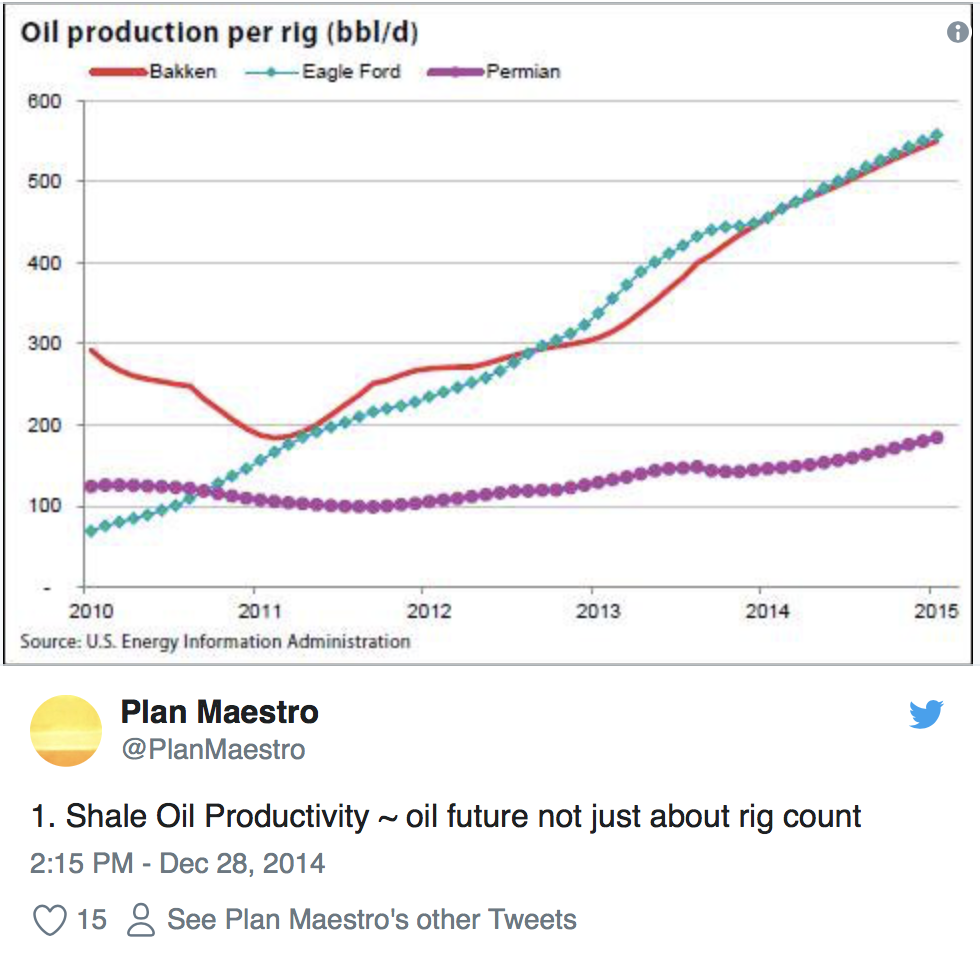 Oil production per rig (bbl/d)
Bakken Eagle Ford Permian
600
500
400
300
200
100
-
2010 2011 2012 2013 2014 2015
Source: U.S. Energy Information Administration
Plan Maestro
@PlanMaestro
1. Shale Oil Productivity ~ oil future not just about rig count
2:15 PM - Dec 28, 2014
15 See Plan Maestro's other Tweets